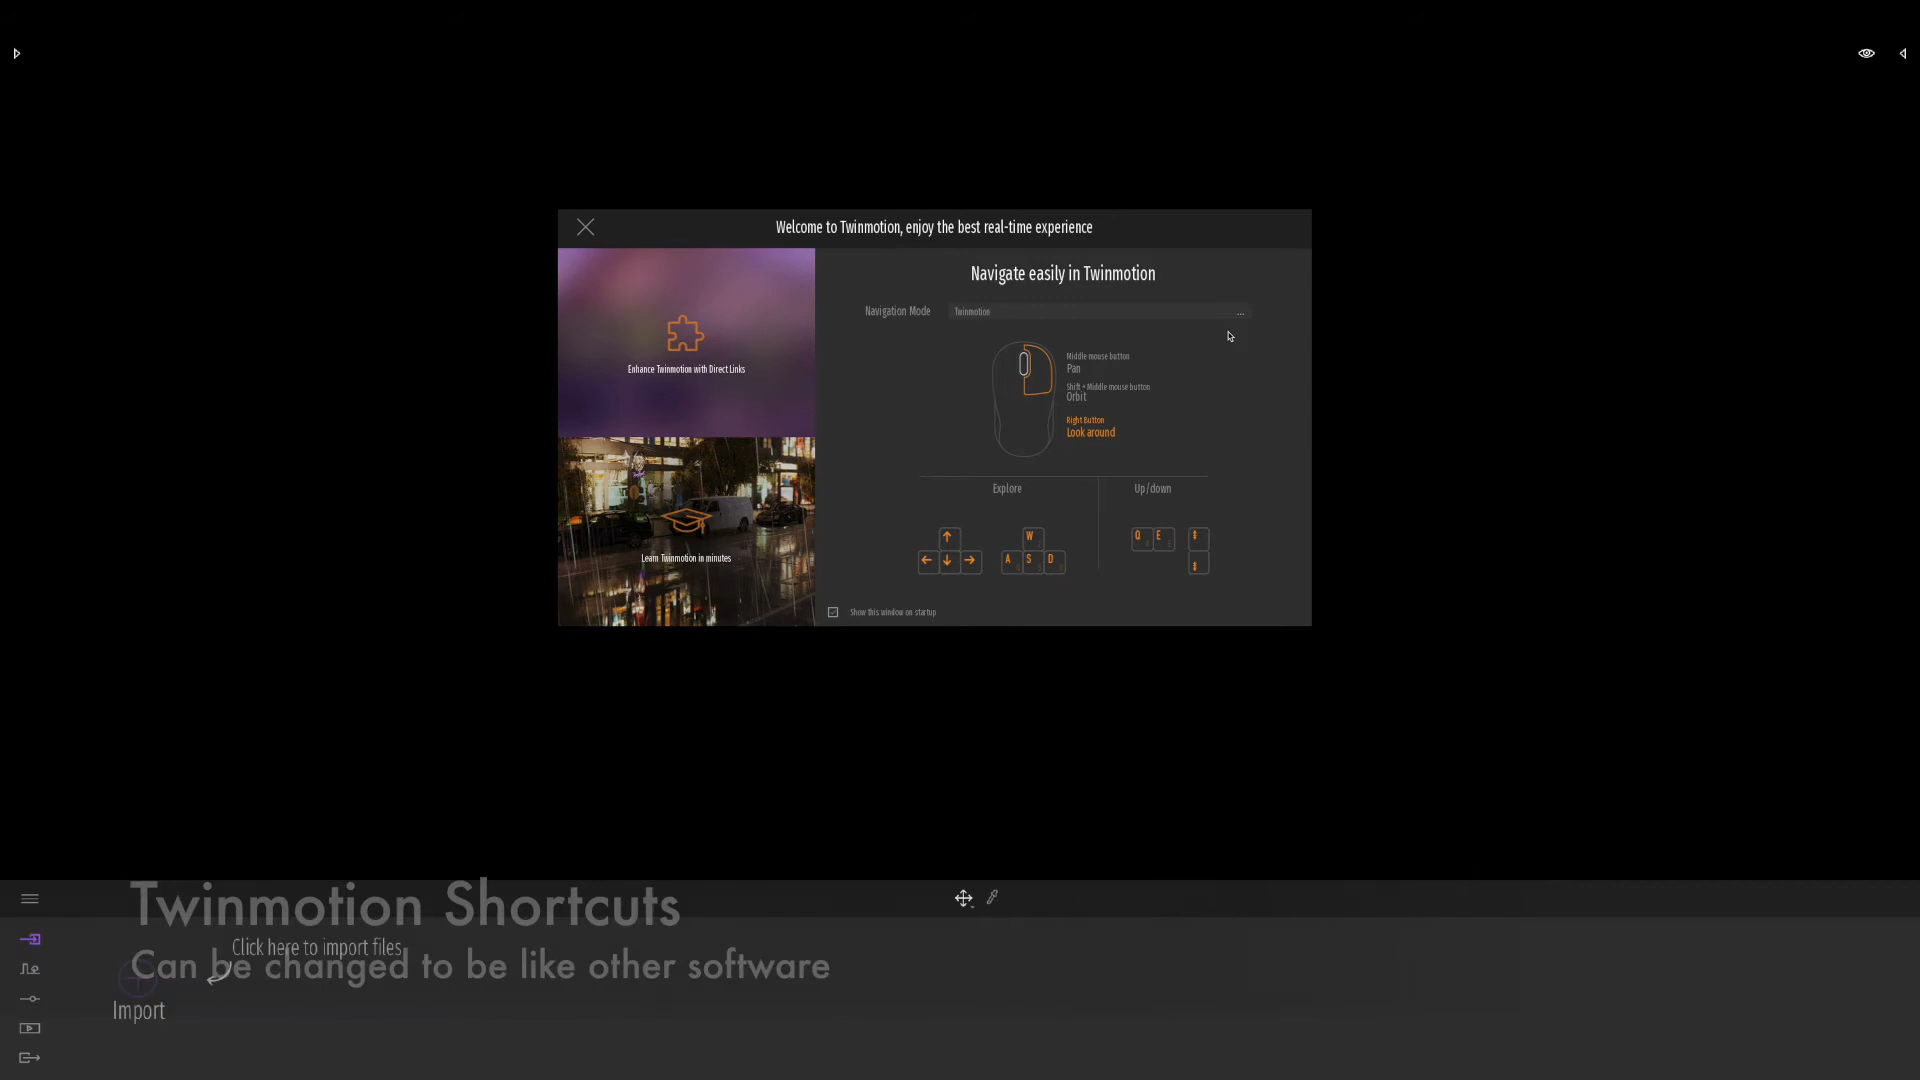 Welcome to Twinmotion, enjoy the best real-time experience
Navigate easily in Twinmotion
Navigation Mode
Twinmotion
...
Enhance Twinmotion with Direct Links
Middle mouse button
Pan
Shift + Middle mouse button
Orbit
Right Button
Look around
Explore
Up/down
W
A S D
Q E
Learn Twinmotion in minutes
Show this window on startup
Twinmotion Shortcuts
Click here to import files
Can be changed to be like other software
Import